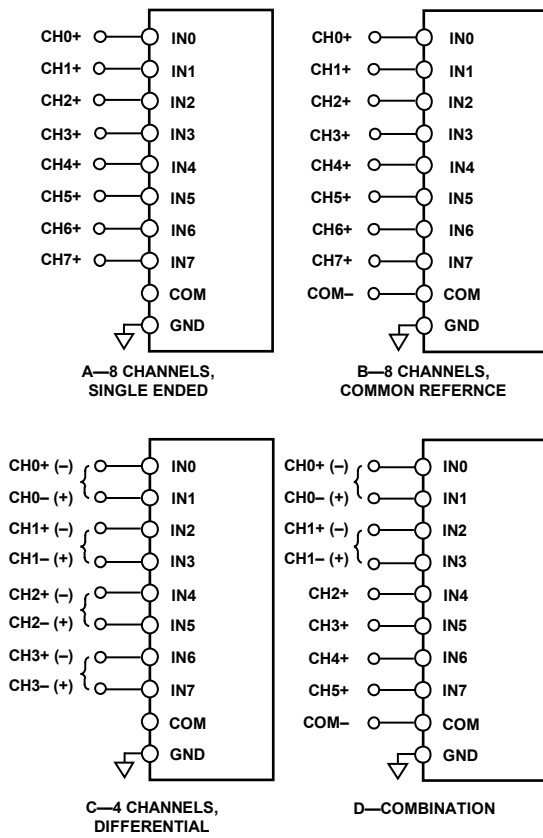 CH0+ IN0
CH1+ IN1
CH2+ IN2
CH3+ IN3
CH4+ IN4
CH5+ IN5
CH6+ IN6
CH7+ IN7
COM
GND
A—8 CHANNELS,
SINGLE ENDED
CH0+ IN0
CH1+ IN1
CH2+ IN2
CH3+ IN3
CH4+ IN4
CH5+ IN5
CH6+ IN6
CH7+ IN7
COM– COM
GND
B—8 CHANNELS,
COMMON REFERNCE
CH0+ (–) IN0
CH0– (+) IN1
CH1+ (–) IN2
CH1– (+) IN3
CH2+ (–) IN4
CH2– (+) IN5
CH3+ (–) IN6
CH3– (+) IN7
COM
GND
C—4 CHANNELS,
DIFFERENTIAL
CH0+ (–) IN0
CH0– (+) IN1
CH1+ (–) IN2
CH1– (+) IN3
CH2+ IN4
CH3+ IN5
CH4+ IN6
CH5+ IN7
COM– COM
GND
D—COMBINATION